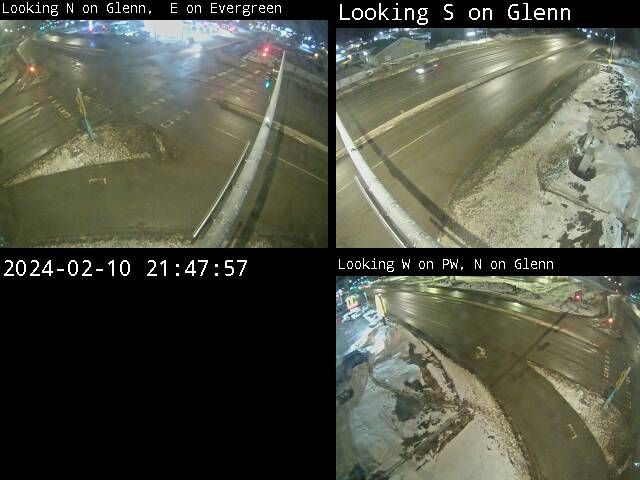 Looking N on Glenn, E on Evergreen
Looking S on Glenn
2024-02-10 21:47:57
Looking W on PW, N on Glenn